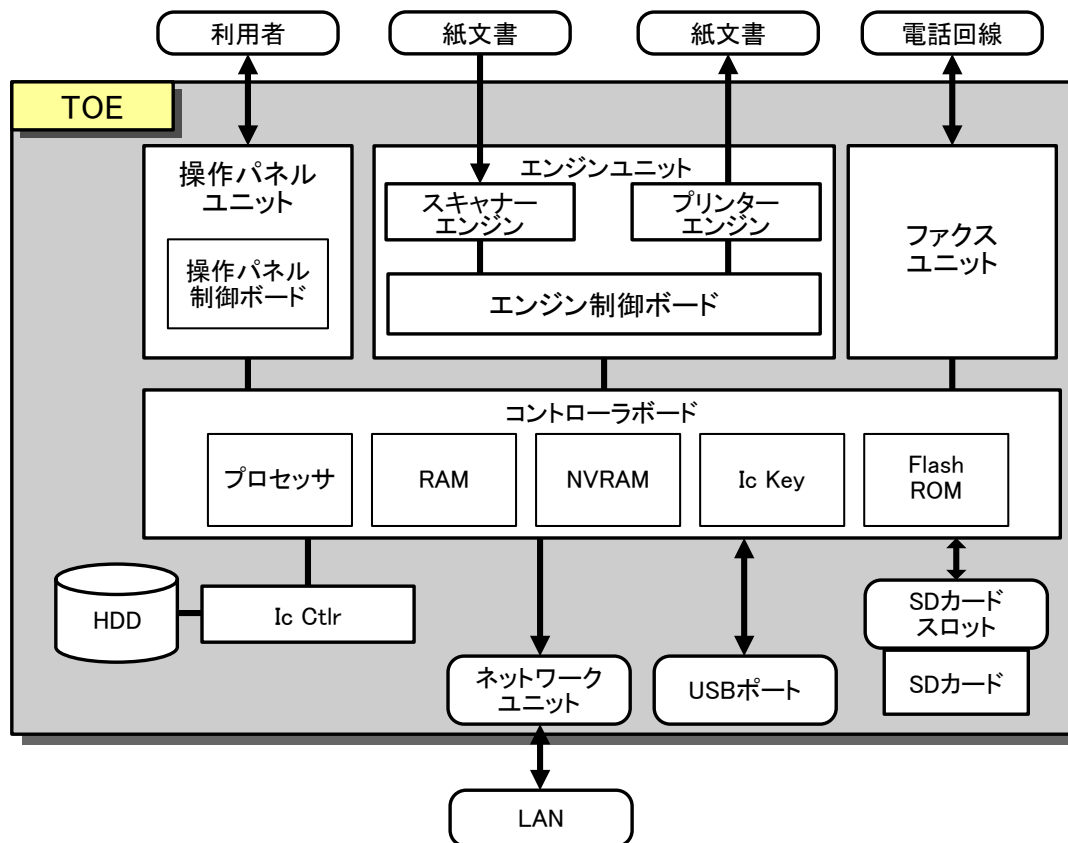 利用者
紙文書
紙文書
電話回線
TOE
操作パネル
ユニット
操作パネル
制御ボード
エンジンユニット
スキャナー
エンジン
プリンター
エンジン
エンジン制御ボード
ファクス
ユニット
コントローラボード
プロセッサ
RAM
NVRAM
Ic Key
Flash
ROM
HDD
Ic Ctlr
ネットワーク
ユニット
USBポート
SDカード
スロット
SDカード
LAN